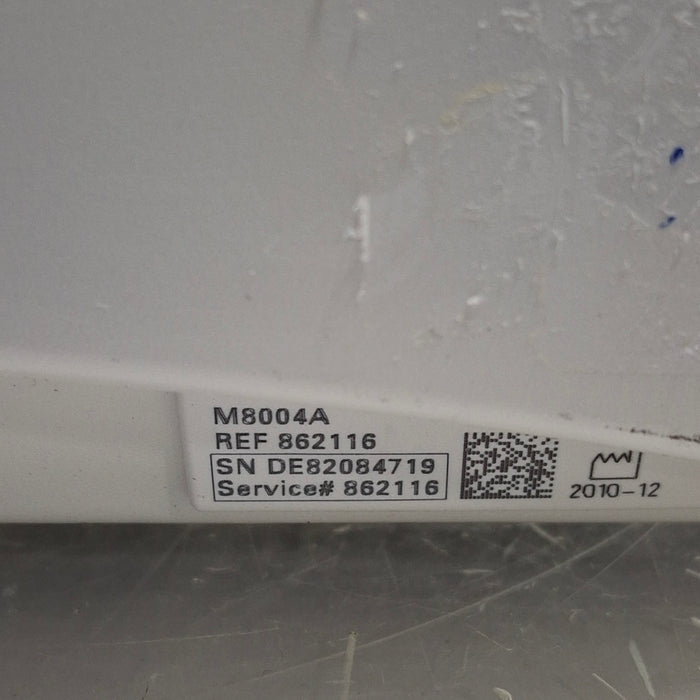 M8004A
REF 862116
SN DE82084719
Service# 862116
2010-12